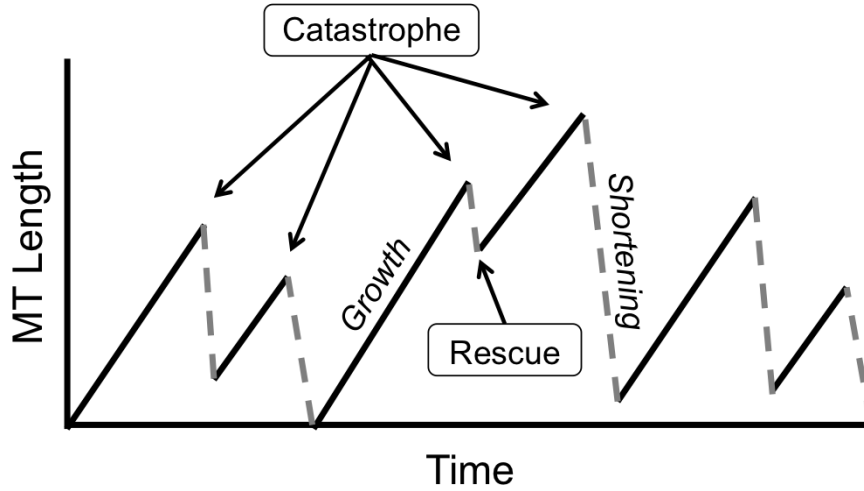 Catastrophe
MT Length
Growth
Shortening
Rescue
Time